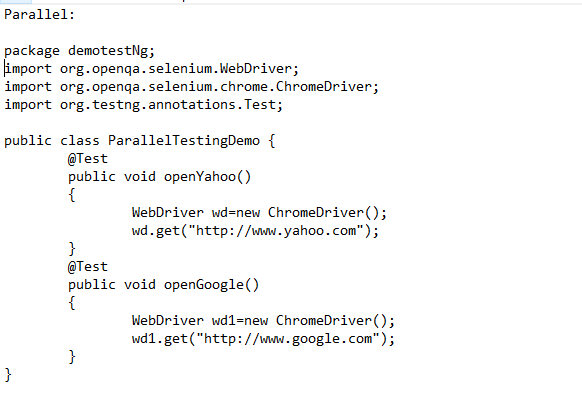 Parallel:
package demotestNg;
import org.openqa.selenium.WebDriver;
import org.openqa.selenium.chrome.ChromeDriver;
import org.testng.annotations.Test;
public class ParallelTestingDemo {
@Test
public void openYahoo()
{
WebDriver wd=new ChromeDriver();
wd.get("http://www.yahoo.com");
}
@Test
public void openGoogle()
{
WebDriver wd1=new ChromeDriver();
wd1.get("http://www.google.com");
}
}